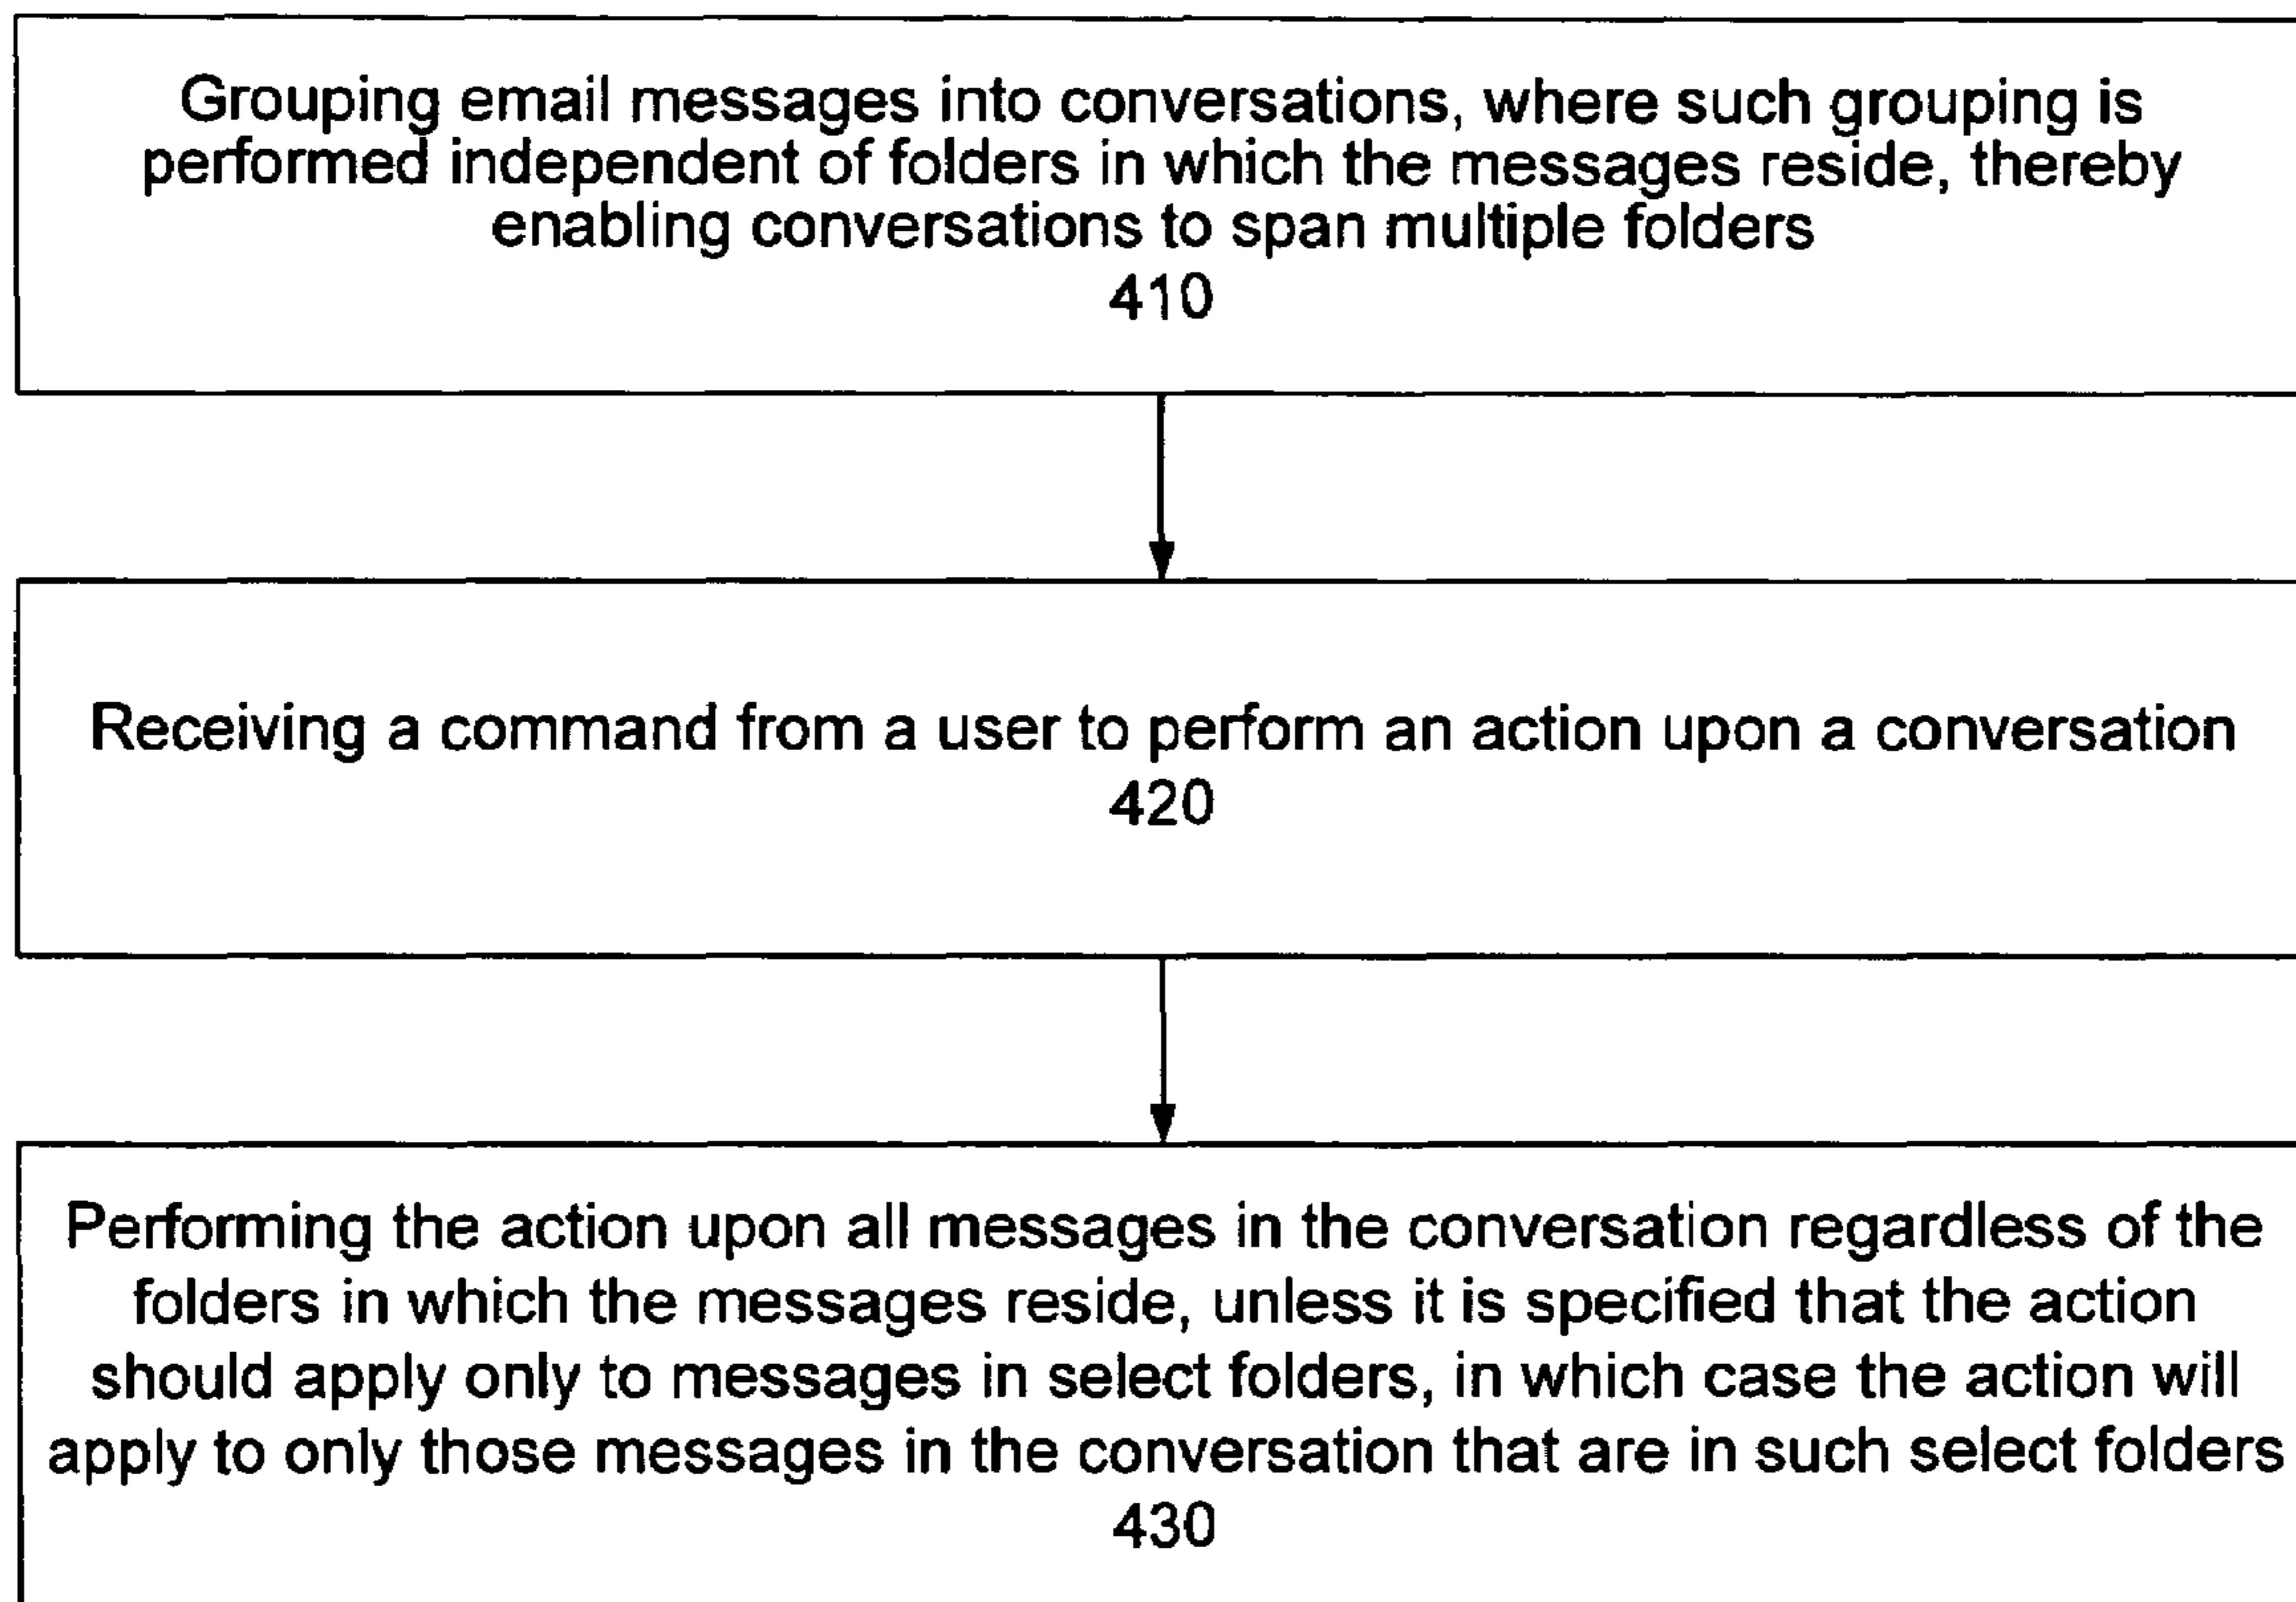 Grouping email messages into conversations, where such grouping is
performed independent of folders in which the messages reside, thereby
enabling conversations to span multiple folders
410
Receiving a command from a user to perform an action upon a conversation
420
Performing the action upon all messages in the conversation regardless of the
folders in which the messages reside, unless it is specified that the action
should apply only to messages in select folders, in which case the action will
apply to only those messages in the conversation that are in such select folders
430